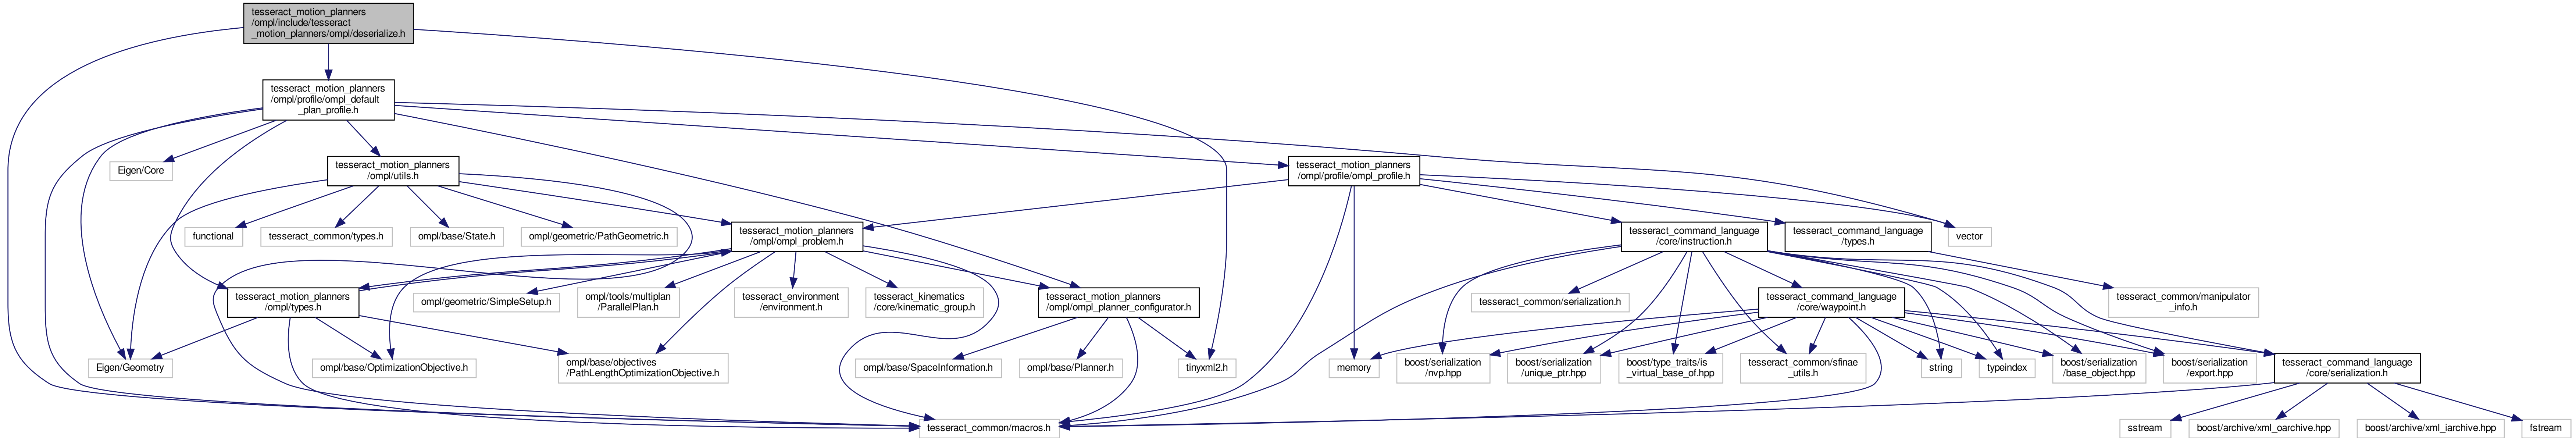 tesseract_motion_planners
/ompl/include/tesseract
_motion_planners/ompl/deserialize.h
tesseract_motion_planners
/ompl/profile/ompl_default
_plan_profile.h
Eigen/Core
tesseract_motion_planners
/ompl/utils.h
tesseract_motion_planners
/ompl/profile/ompl_profile.h
functional
tesseract_common/types.h
ompl/base/State.h
ompl/geometric/PathGeometric.h
tesseract_motion_planners
/ompl/ompl_problem.h
tesseract_command_language
/core/instruction.h
tesseract_command_language
/types.h
vector
tesseract_motion_planners
/ompl/types.h
ompl/geometric/SimpleSetup.h
ompl/tools/multiplan
/ParallelPlan.h
tesseract_environment
/environment.h
tesseract_kinematics
/core/kinematic_group.h
tesseract_motion_planners
/ompl/ompl_planner_configurator.h
tesseract_common/serialization.h
tesseract_command_language
/core/waypoint.h
tesseract_common/manipulator
_info.h
Eigen/Geometry
ompl/base/OptimizationObjective.h
ompl/base/objectives
/PathLengthOptimizationObjective.h
ompl/base/SpaceInformation.h
ompl/base/Planner.h
tinyxml2.h
memory
boost/serialization
/nvp.hpp
boost/serialization
/unique_ptr.hpp
boost/type_traits/is
_virtual_base_of.hpp
tesseract_common/sfinae
_utils.h
string
typeindex
boost/serialization
/base_object.hpp
boost/serialization
/export.hpp
tesseract_command_language
/core/serialization.h
tesseract_common/macros.h
sstream
boost/archive/xml_oarchive.hpp
boost/archive/xml_iarchive.hpp
fstream